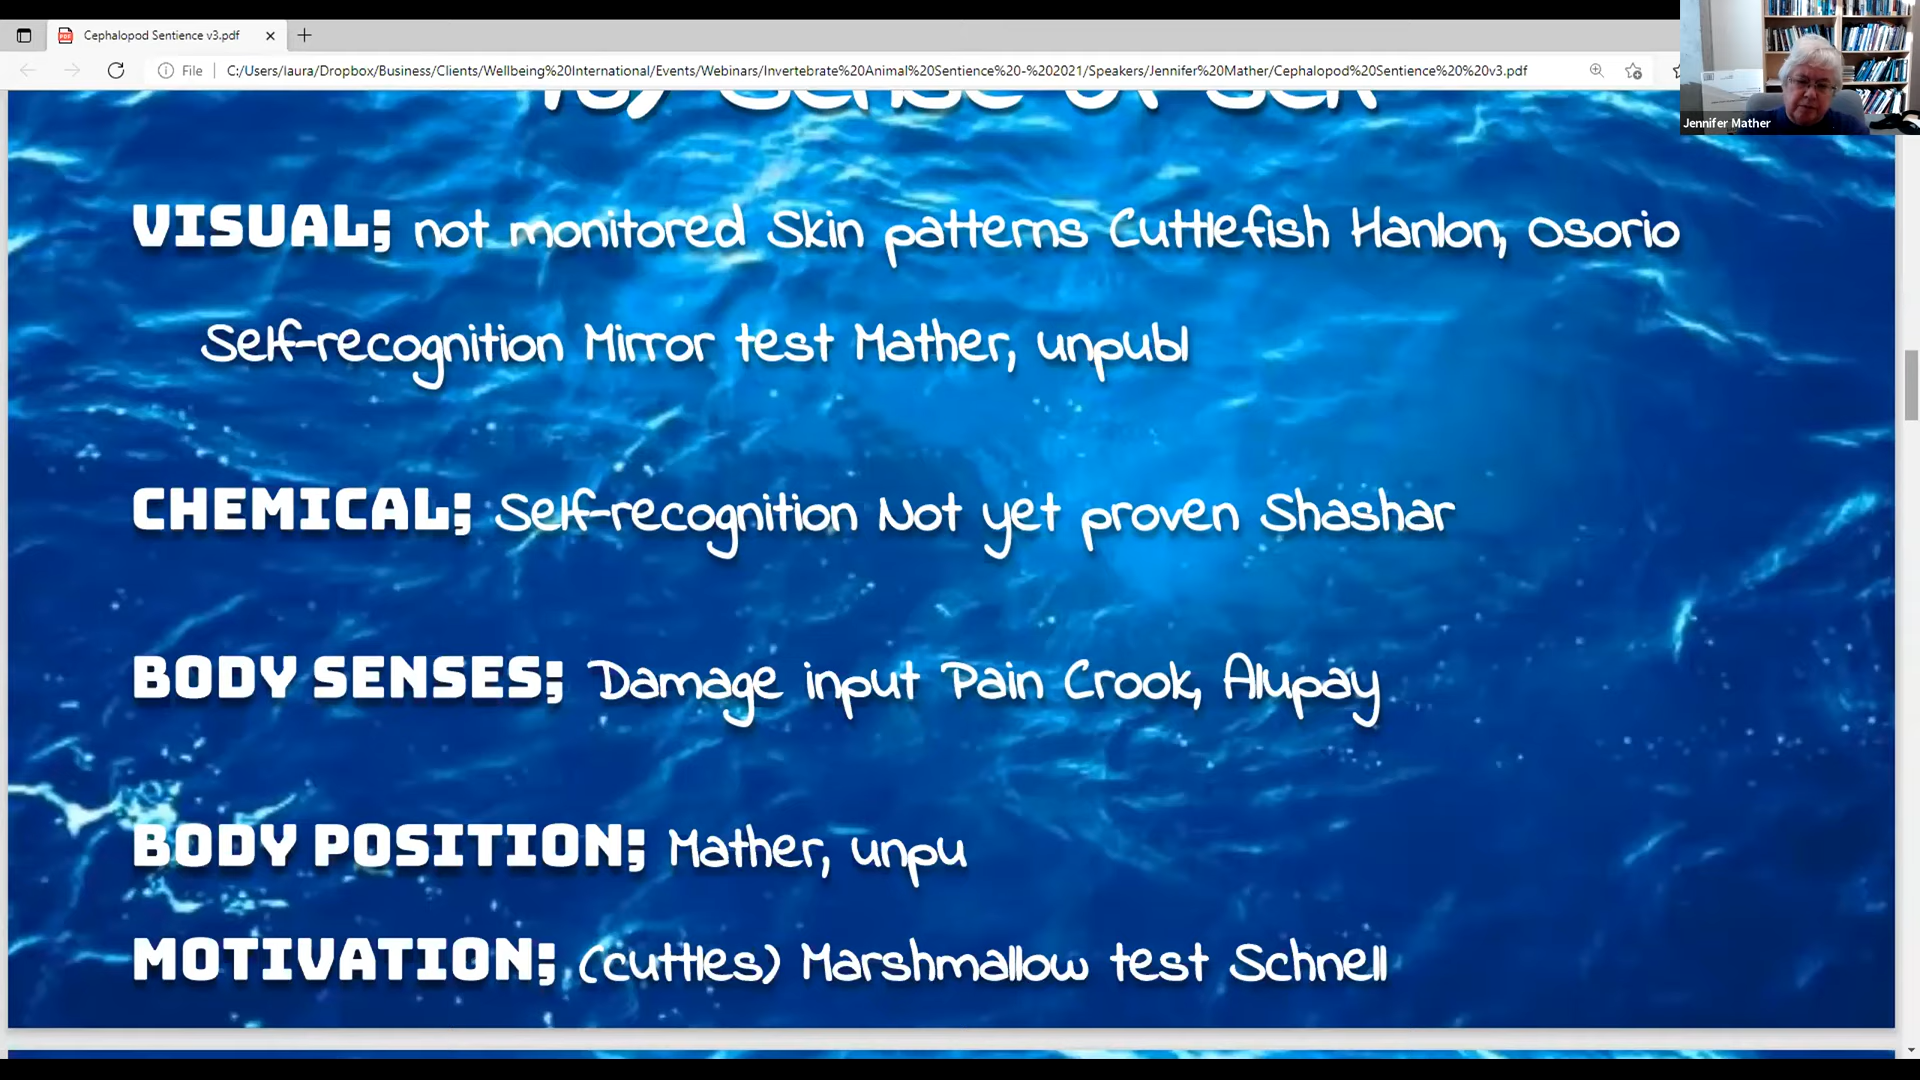 Cephalopod Sentience v3.pdf
File C:/Users/laura/Dropbox/Business/Clients/Wellbeing%20International/Events/Webinars/Invertebrate%20Animal%20Sentience%20-%202021/Speakers/Jennifer%20Mather/Cephalopod%20Sentience%20%20v3.pdf
Jennifer Mather
VISUAL; not monitored Skin patterns Cuttlefish Hanlon, Osorio
Self-recognition Mirror test Mather, unpubl
CHEMICAL; Self-recognition Not yet proven Shashar
BODY SENSES; Damage input Pain Crook, Alupay
BODY POSITION; Mather, unpu
MOTIVATION; (cuttles) Marshmallow test Schnell